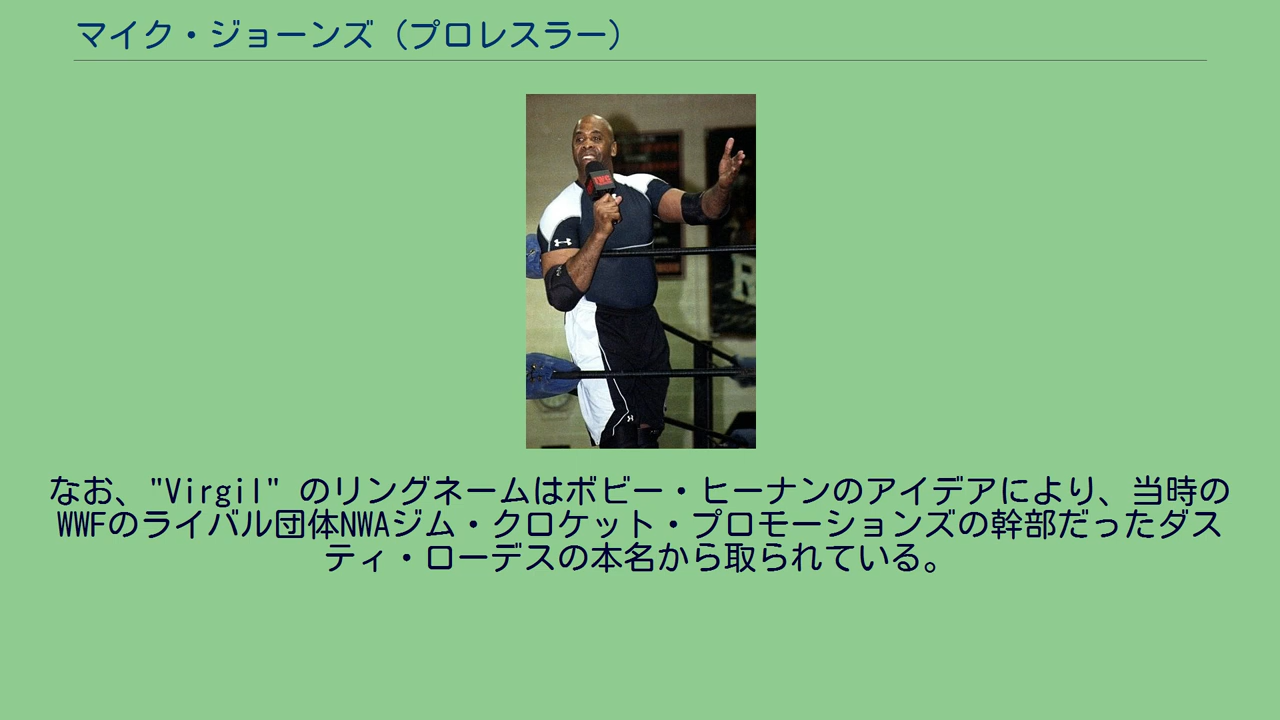 マイク・ジョーンズ（プロレスラー）
なお、"Virgil" のリングネームはボビー・ヒーナンのアイデアにより、当時の
WWFのライバル団体NWAジム・クロケット・プロモーションズの幹部だったダス
ティ・ローデスの本名から取られている。